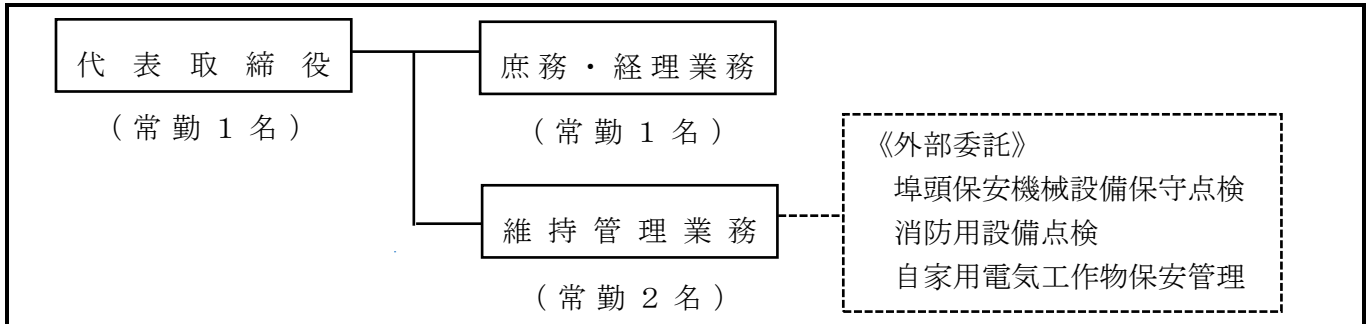 代表取締役
(常勤1名)
庶務・経理業務
(常勤1名)
維持管理業務
(常勤2名)
《外部委託》
埠頭保安機械設備保守点検
消防用設備点検
自家用電気工作物保安管理